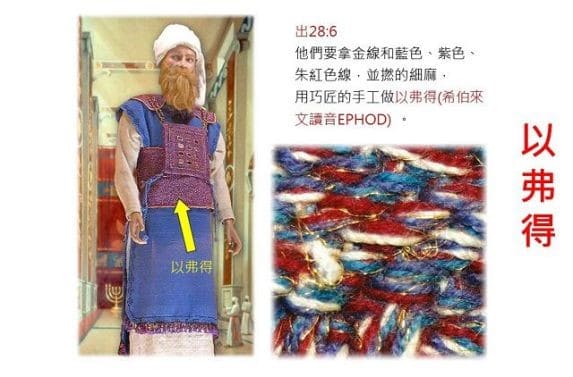 出28:6
他們要拿金線和藍色、紫色、
朱紅色線，並撚的細麻，
用巧匠的手工做以弗得(希伯來
文讀音EPHOD) 。
以弗得
以弗得